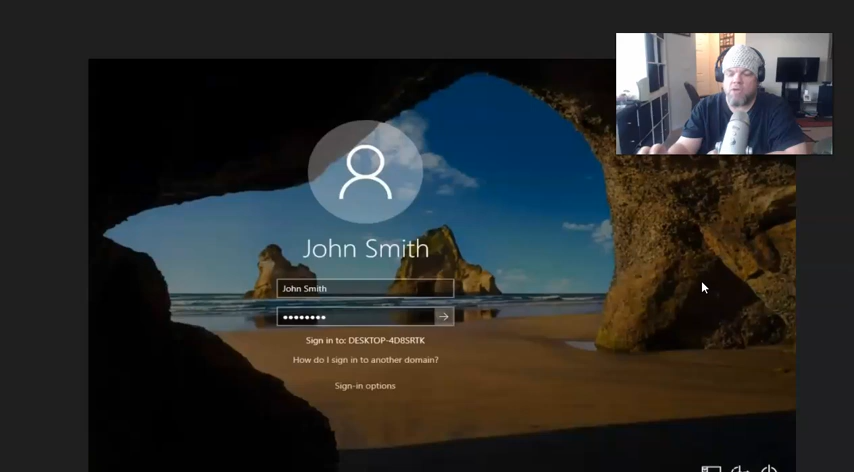 John Smith
John Smith
Sign in to: DESKTOP-4D8SRTK
How do I sign in to another domain?
Sign-in options